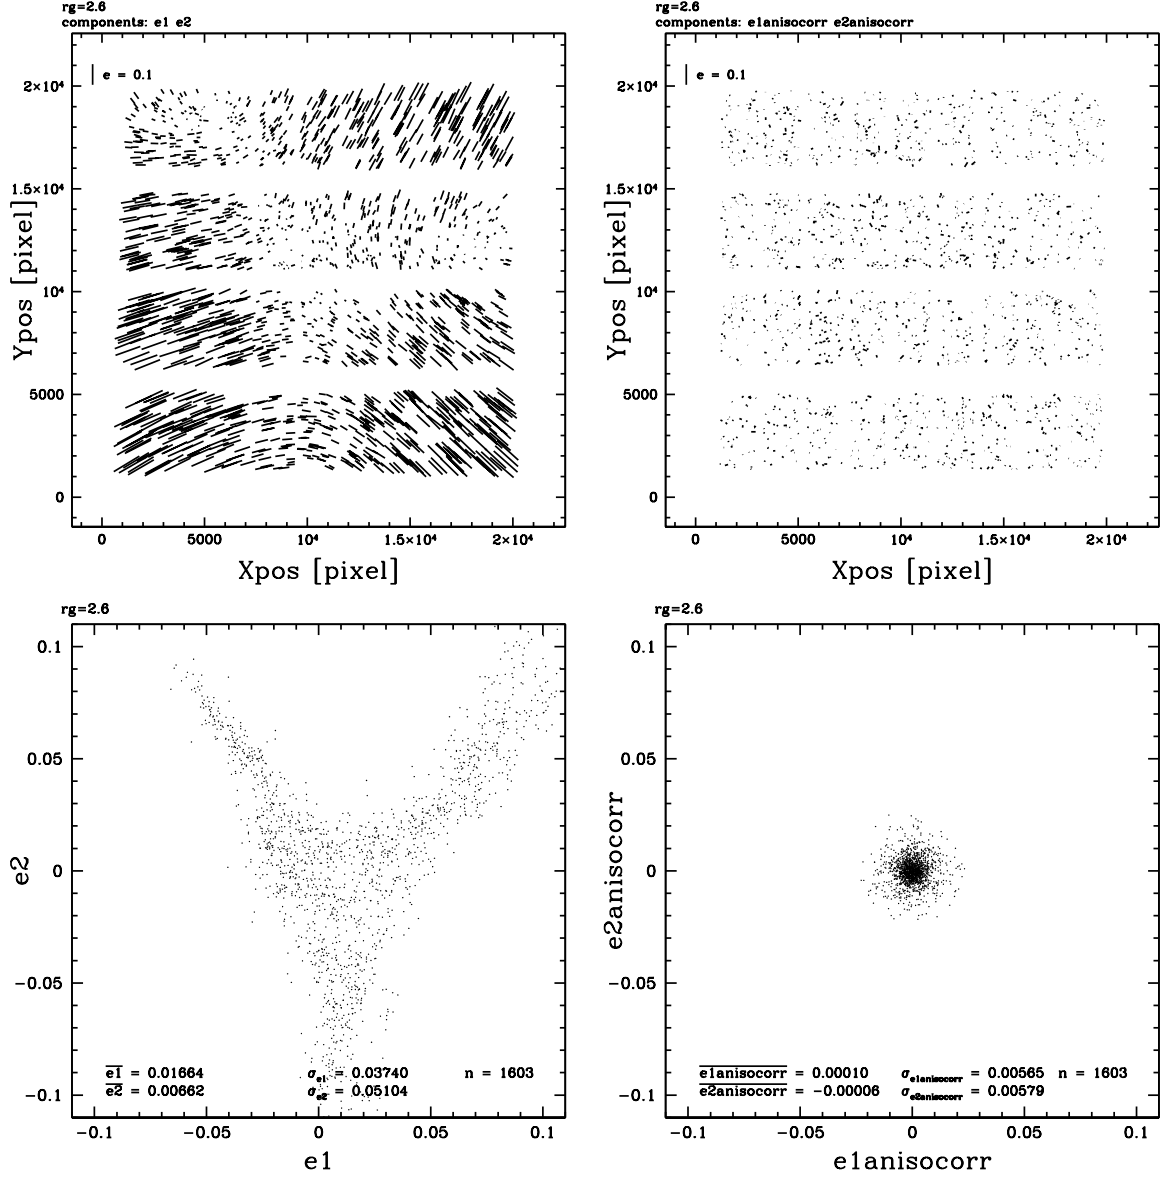 rg=2.6
components: e1 e2
e = 0.1
2×10⁴
1.5×10⁴
10⁴
5000
0
Ypos [pixel]
0 5000 10⁴ 1.5×10⁴ 2×10⁴
Xpos [pixel]
rg=2.6
components: e1anisocorr e2anisocorr
e = 0.1
2×10⁴
1.5×10⁴
10⁴
5000
0
Ypos [pixel]
0 5000 10⁴ 1.5×10⁴ 2×10⁴
Xpos [pixel]
rg=2.6
0.1
0.05
0
−0.05
−0.1
e2
e1 = 0.01664 σe1 = 0.03740 n = 1603
e2 = 0.00662 σe2 = 0.05104
−0.1 −0.05 0 0.05 0.1
e1
rg=2.6
0.1
0.05
0
−0.05
−0.1
e2anisocorr
e1anisocorr = 0.00010 σe1anisocorr = 0.00565 n = 1603
e2anisocorr = −0.00006 σe2anisocorr = 0.00579
−0.1 −0.05 0 0.05 0.1
e1anisocorr